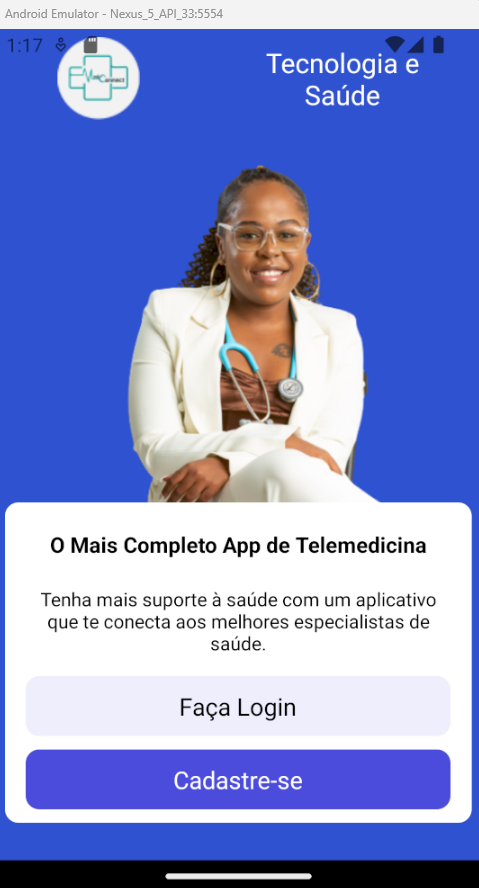 Android Emulator - Nexus_5_API_33:5554
1:17
Tecnologia e
Saúde
O Mais Completo App de Telemedicina
Tenha mais suporte à saúde com um aplicativo
que te conecta aos melhores especialistas de
saúde.
Faça Login
Cadastre-se